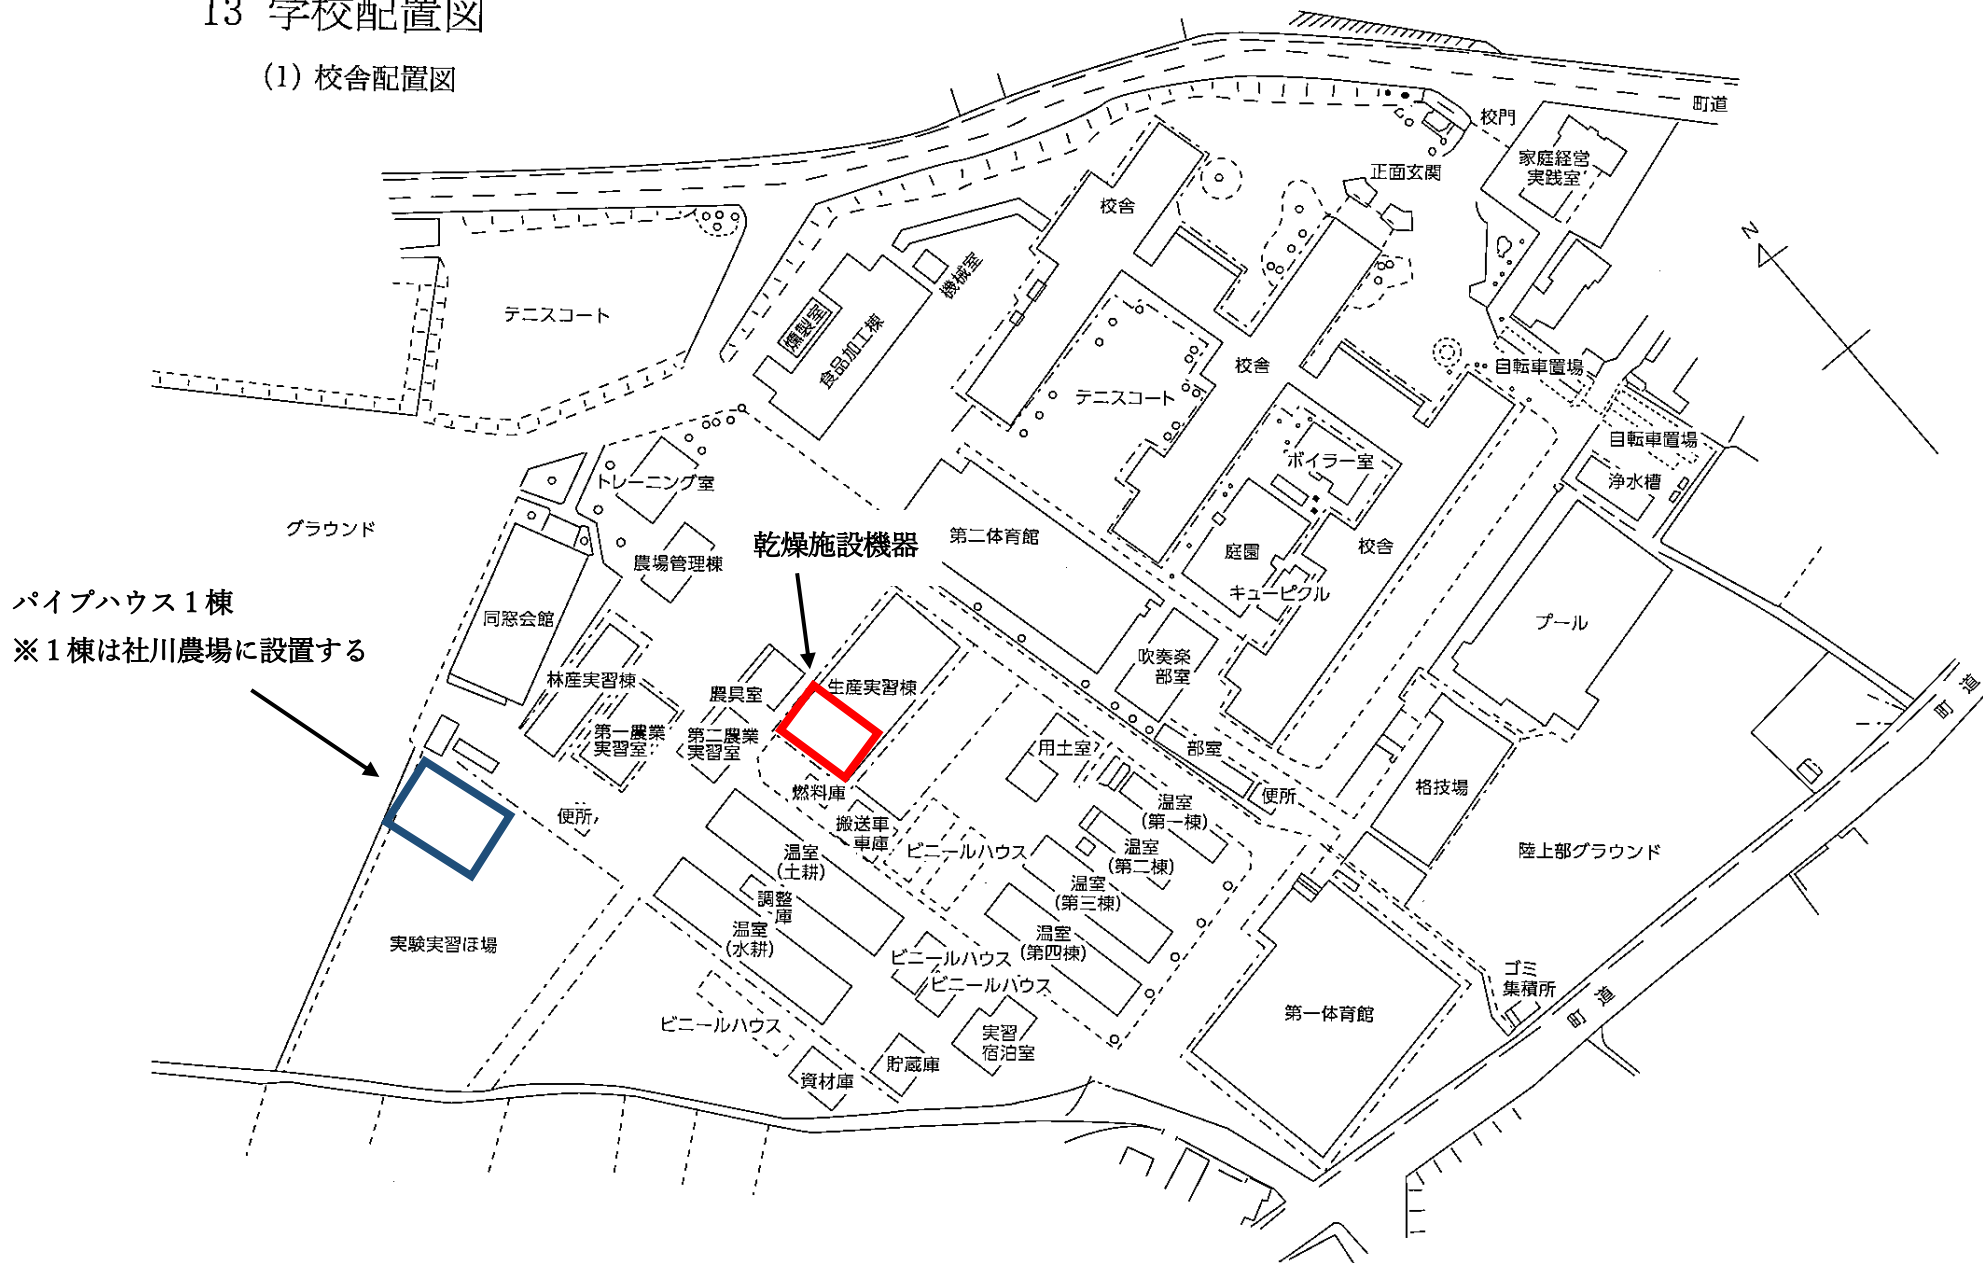 13 学校配置図
(1) 校舎配置図
町道
校門
家庭経営
実践室
正面玄関
校舎
N
機械室
テニスコート
燻製室
食品加工棟
校舎
自転車置場
テニスコート
自転車置場
ボイラー室
浄水槽
トレーニング室
グラウンド
乾燥施設機器
第二体育館
校舎
庭園
農場管理棟
キュービクル
パイプハウス１棟
※１棟は社川農場に設置する
同窓会館
プール
吹奏楽
部室
林産実習棟
農具室
生産実習棟
町道
第一農業
実習室
第二農業
実習室
用土室
部室
格技場
燃料庫
便所
便所
温室
(第一棟)
搬送車
車庫
ビニールハウス
温室
(第二棟)
陸上部グラウンド
温室
(土耕)
温室
(第三棟)
調整
庫
温室
(水耕)
温室
(第四棟)
実験実習ほ場
ビニールハウス
ビニールハウス
ゴミ
集積所
町道
第一体育館
ビニールハウス
実習
宿泊室
貯蔵庫
資材庫